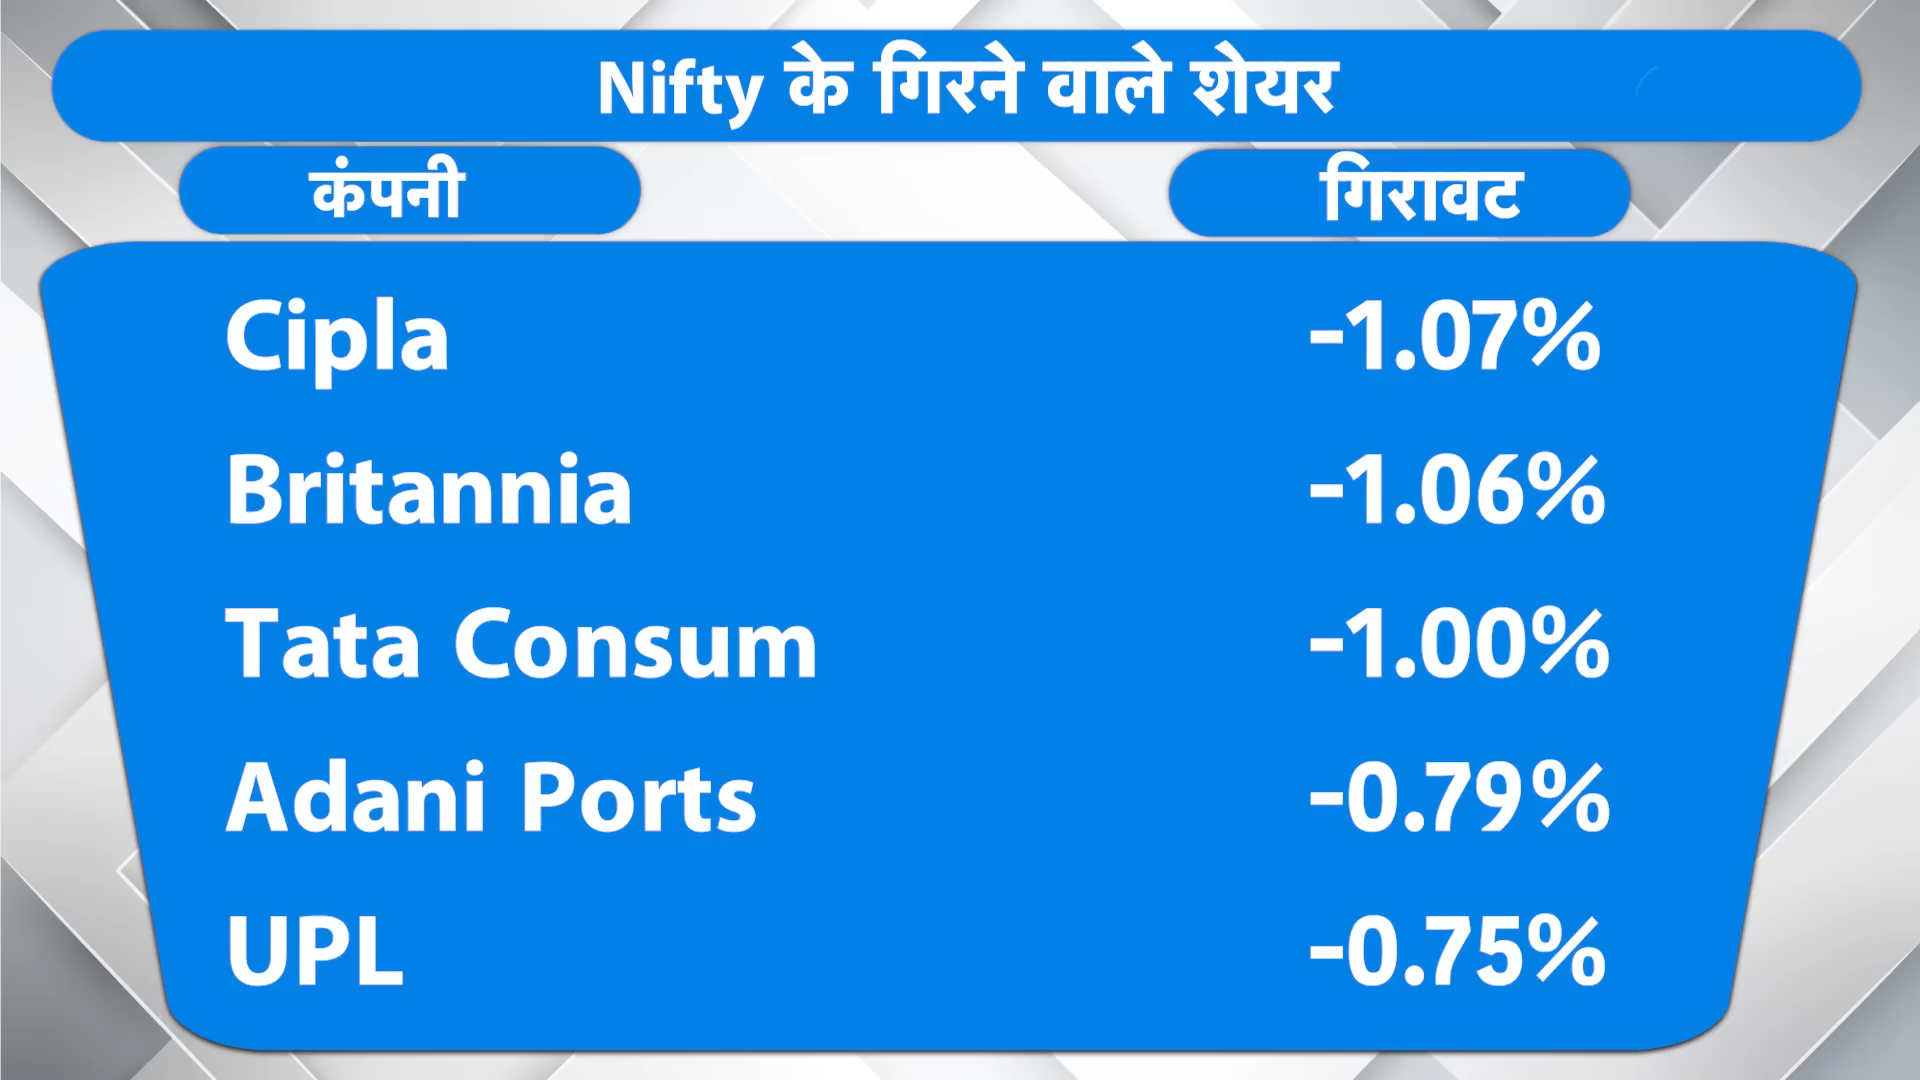 Nifty के गिरने वाले शेयर
कंपनी गिरावट
Cipla -1.07%
Britannia -1.06%
Tata Consum -1.00%
Adani Ports -0.79%
UPL -0.75%